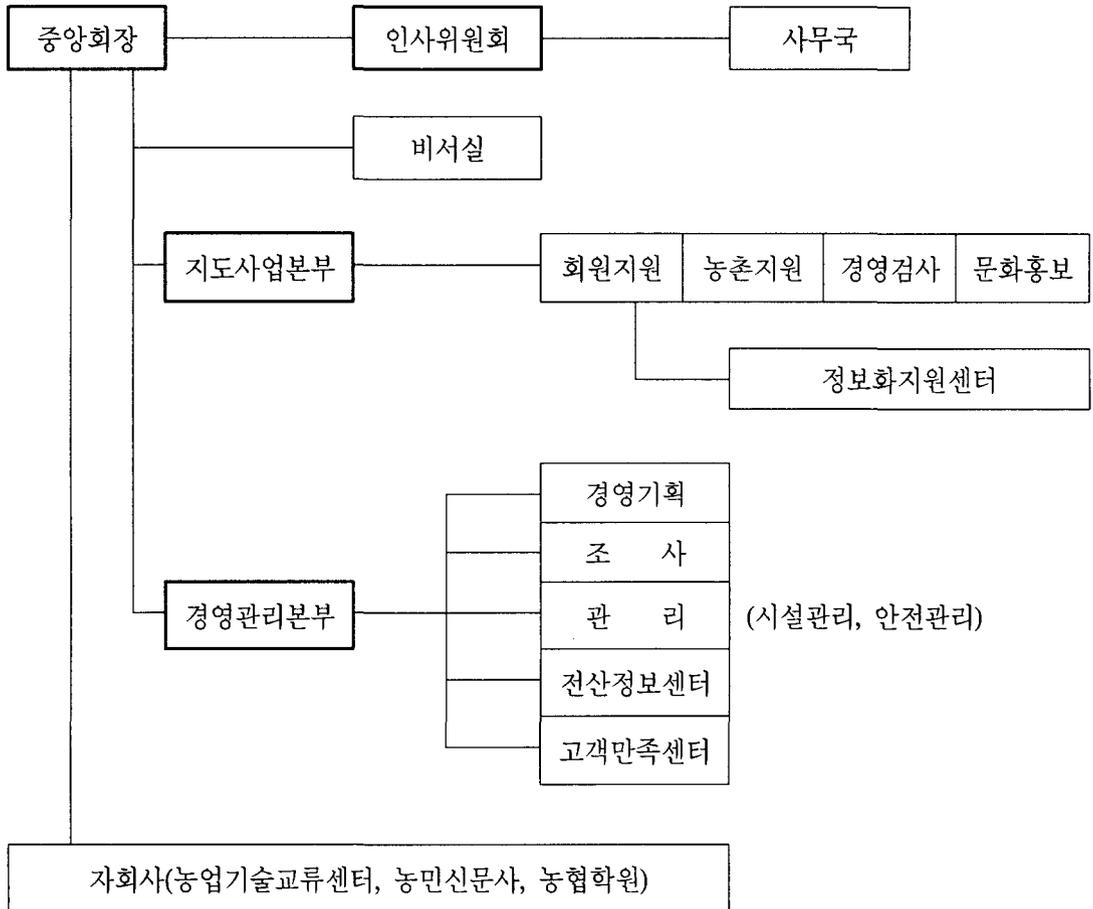 중앙회장 인사위원회 사무국
비서실
지도사업본부 회원지원 농촌지원 경영검사 문화홍보
정보화지원센터
경영기획
조 사
경영관리본부 관 리 (시설관리, 안전관리)
전산정보센터
고객만족센터
자회사(농업기술교류센터, 농민신문사, 농협학원)